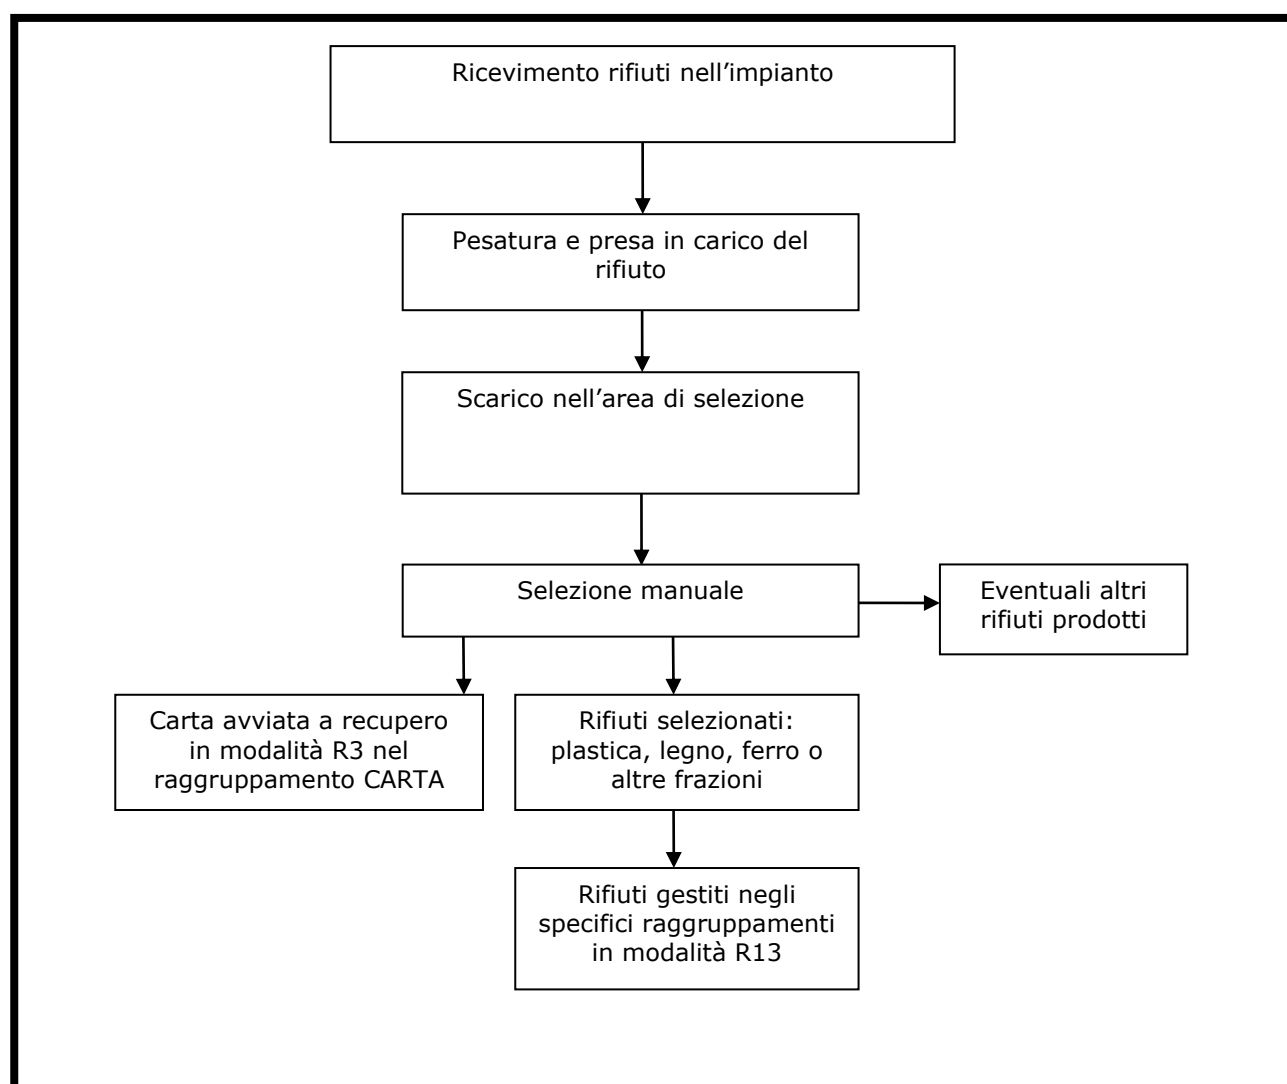 Ricevimento rifiuti nell’impianto
Pesatura e presa in carico del
rifiuto
Scarico nell’area di selezione
Selezione manuale
Eventuali altri
rifiuti prodotti
Carta avviata a recupero
in modalità R3 nel
raggruppamento CARTA
Rifiuti selezionati:
plastica, legno, ferro o
altre frazioni
Rifiuti gestiti negli
specifici raggruppamenti
in modalità R13